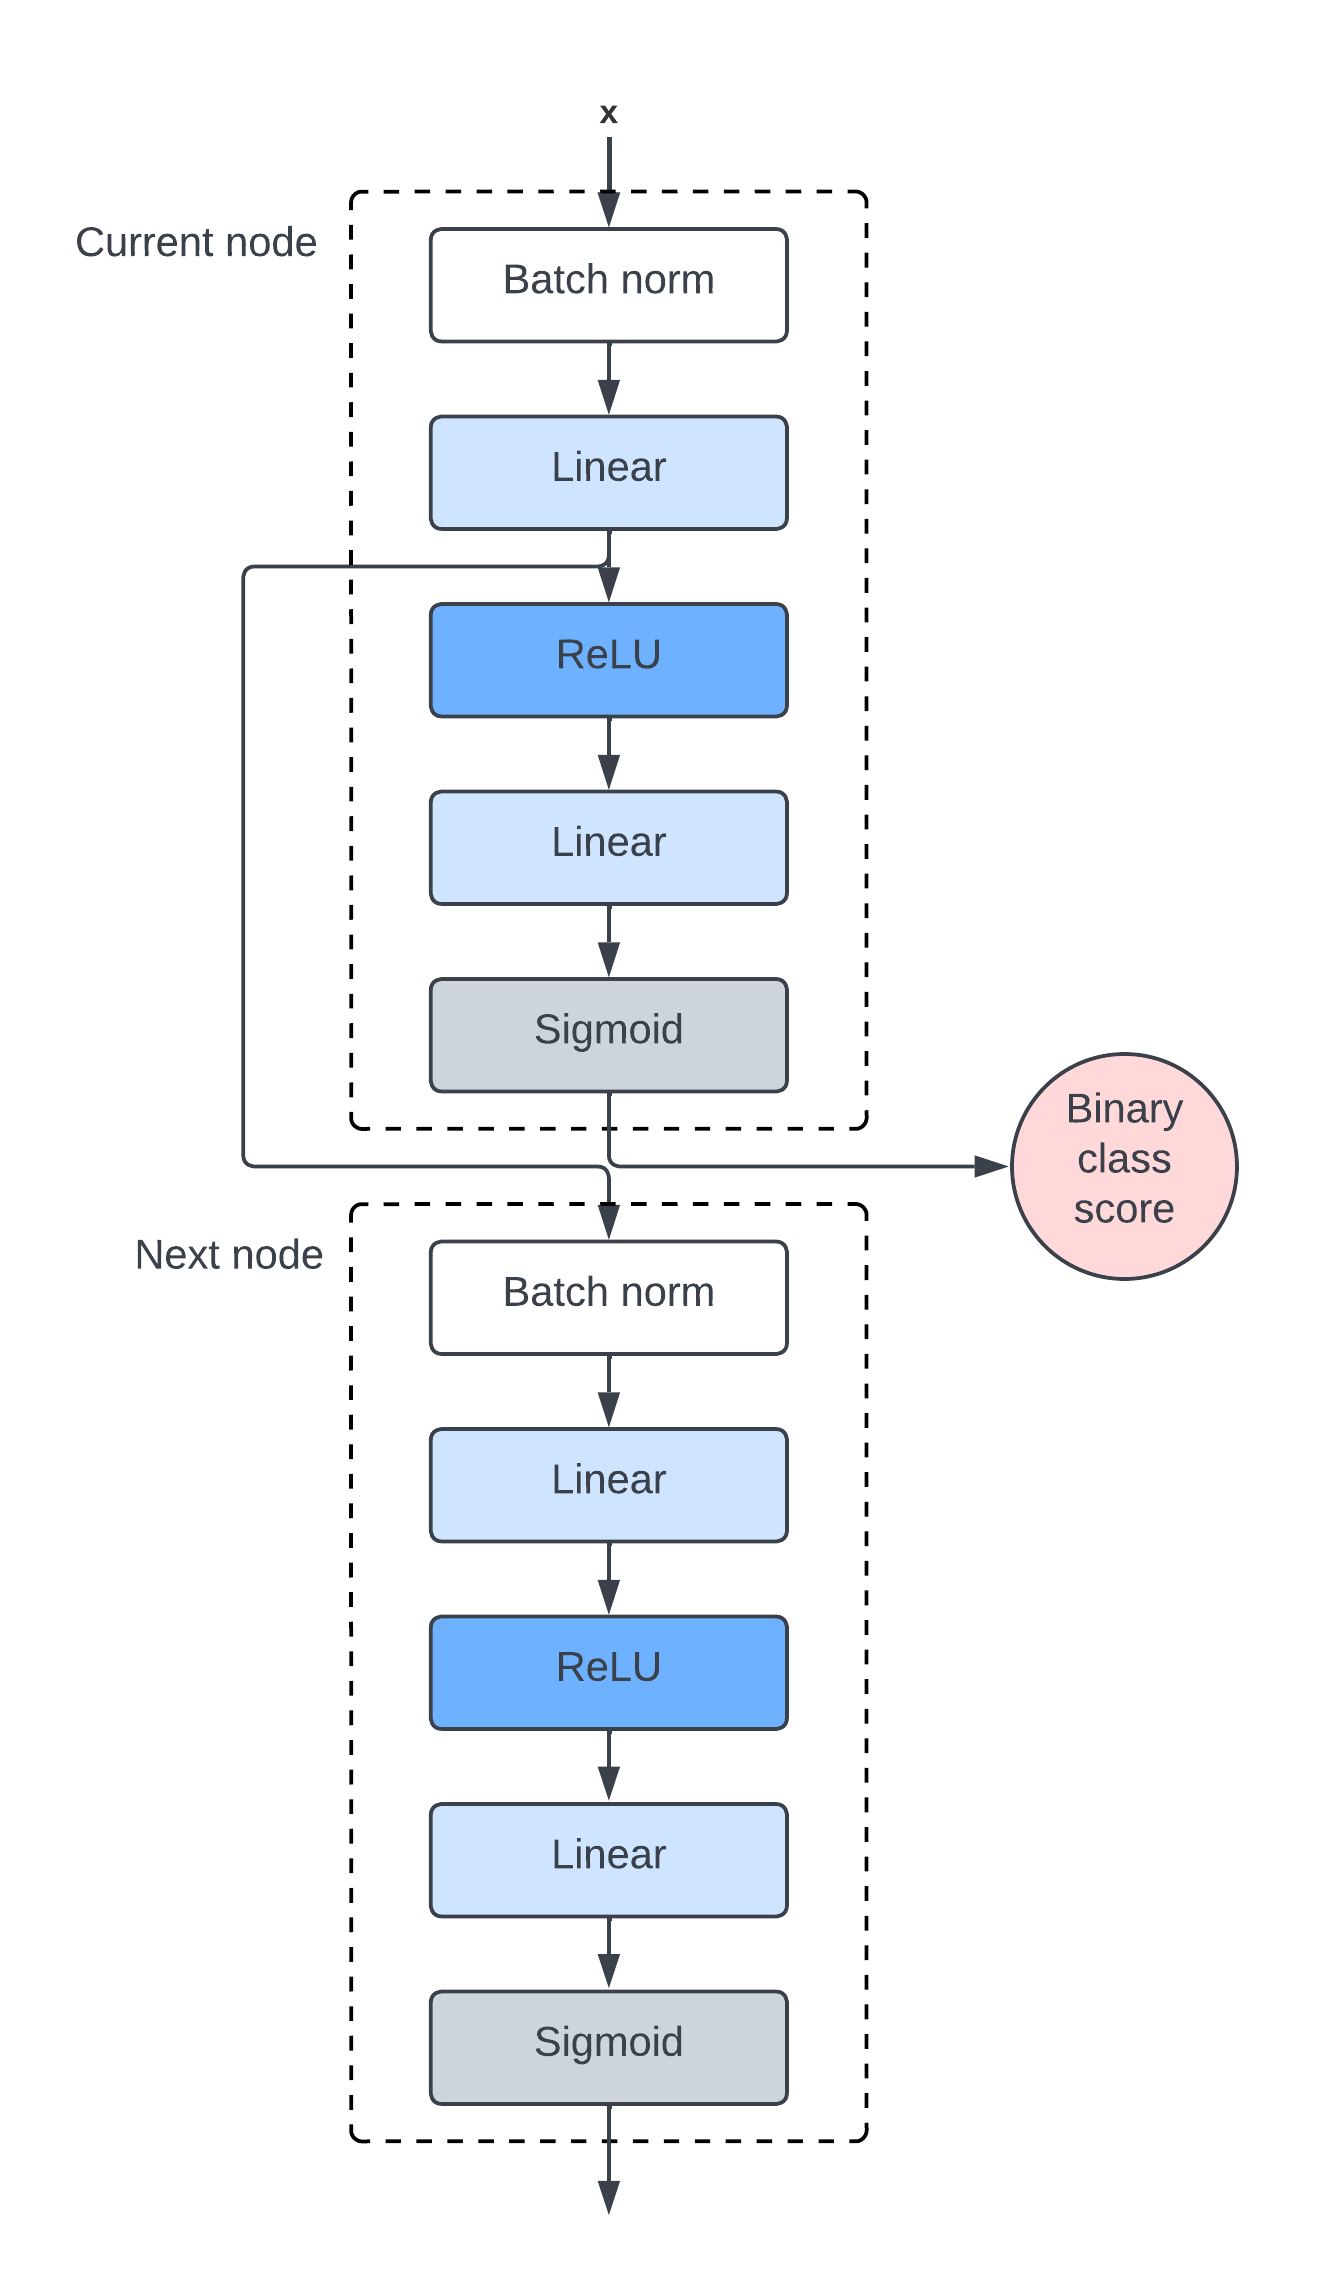 x
Current node
Batch norm
Linear
ReLU
Linear
Sigmoid
Binary
class
score
Next node
Batch norm
Linear
ReLU
Linear
Sigmoid